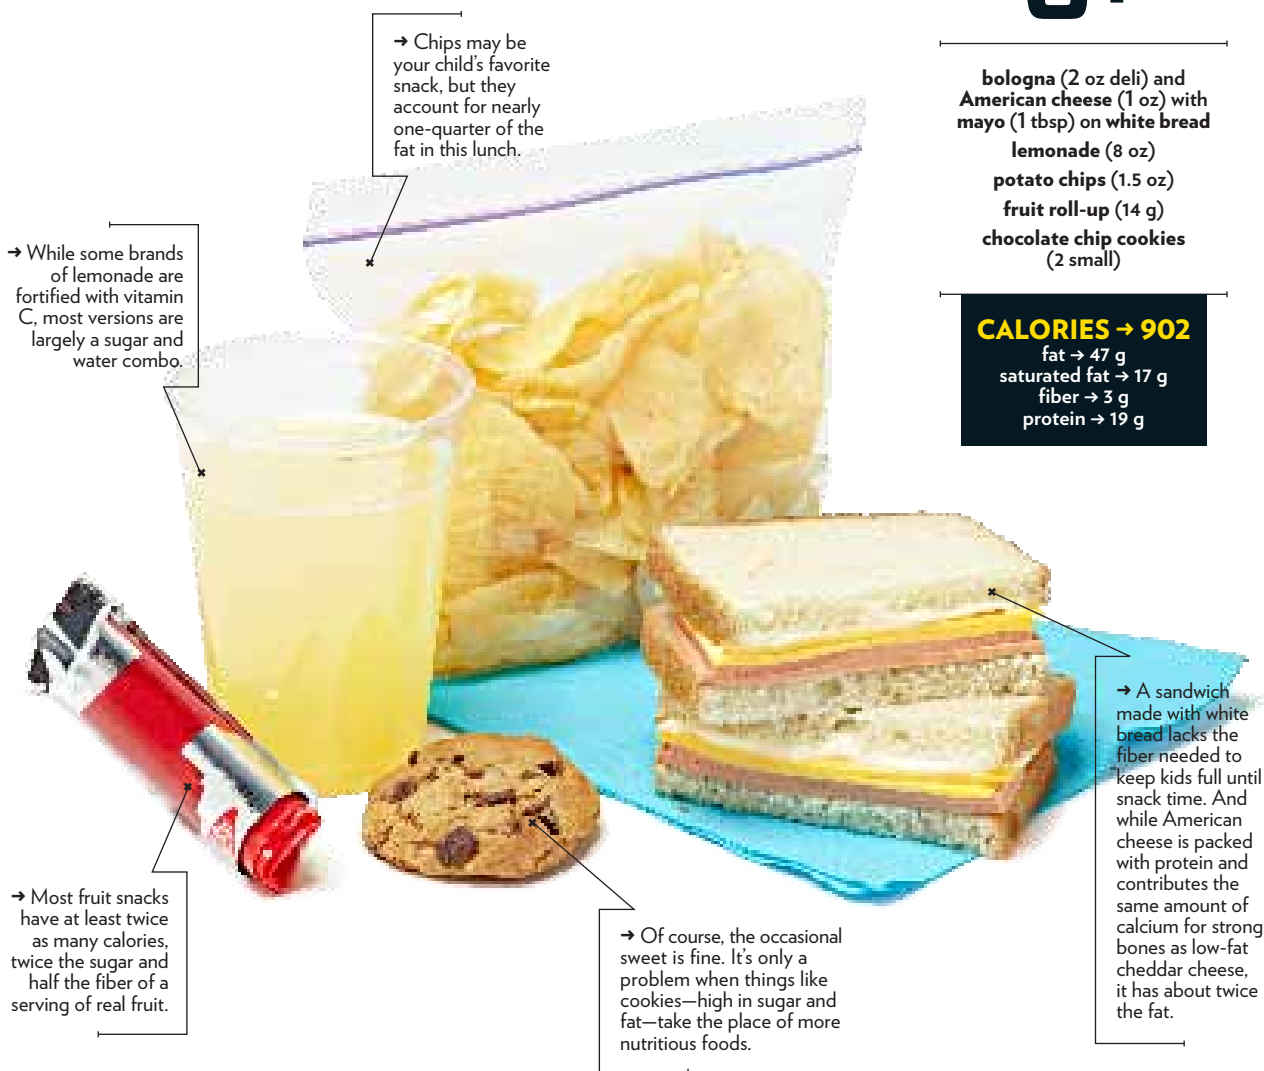 ➜ Chips may be
your child's favorite
snack, but they
account for nearly
one-quarter of the
fat in this lunch.
bologna (2 oz deli) and
American cheese (1 oz) with
mayo (1 tbsp) on white bread
lemonade (8 oz)
potato chips (1.5 oz)
fruit roll-up (14 g)
chocolate chip cookies
(2 small)
CALORIES → 902
fat → 47 g
saturated fat → 17 g
fiber → 3 g
protein → 19 g
➜ While some brands
of lemonade are
fortified with vitamin
C, most versions are
largely a sugar and
water combo.
➜ A sandwich
made with white
bread lacks the
fiber needed to
keep kids full until
snack time. And
while American
cheese is packed
with protein and
contributes the
same amount of
calcium for strong
bones as low-fat
cheddar cheese,
it has about twice
the fat.
➜ Most fruit snacks
have at least twice
as many calories,
twice the sugar and
half the fiber of a
serving of real fruit.
➜ Of course, the occasional
sweet is fine. It's only a
problem when things like
cookies—high in sugar and
fat—take the place of more
nutritious foods.